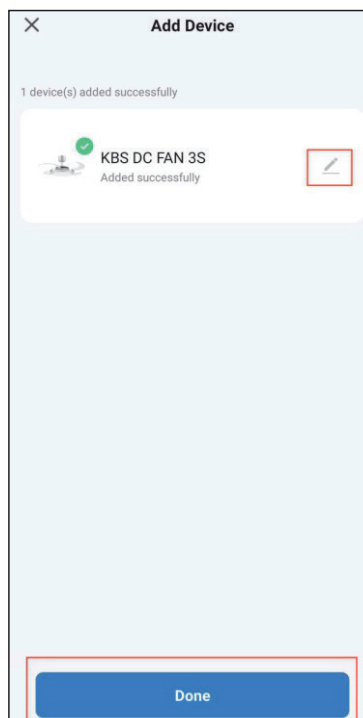 Add Device
1 device(s) added successfully
KBS DC FAN 3S
Added successfully
Done